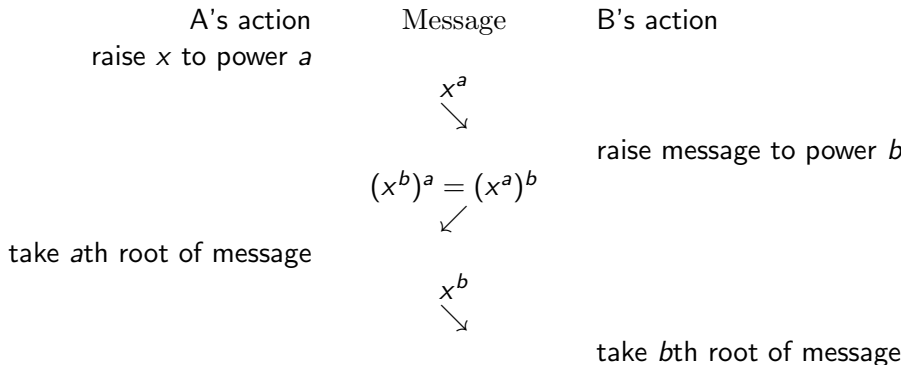 A's action Message B's action
raise x to power a
x^a
↘
raise message to power b
(x^b)^a = (x^a)^b
↙
take ath root of message
x^b
↘
take bth root of message